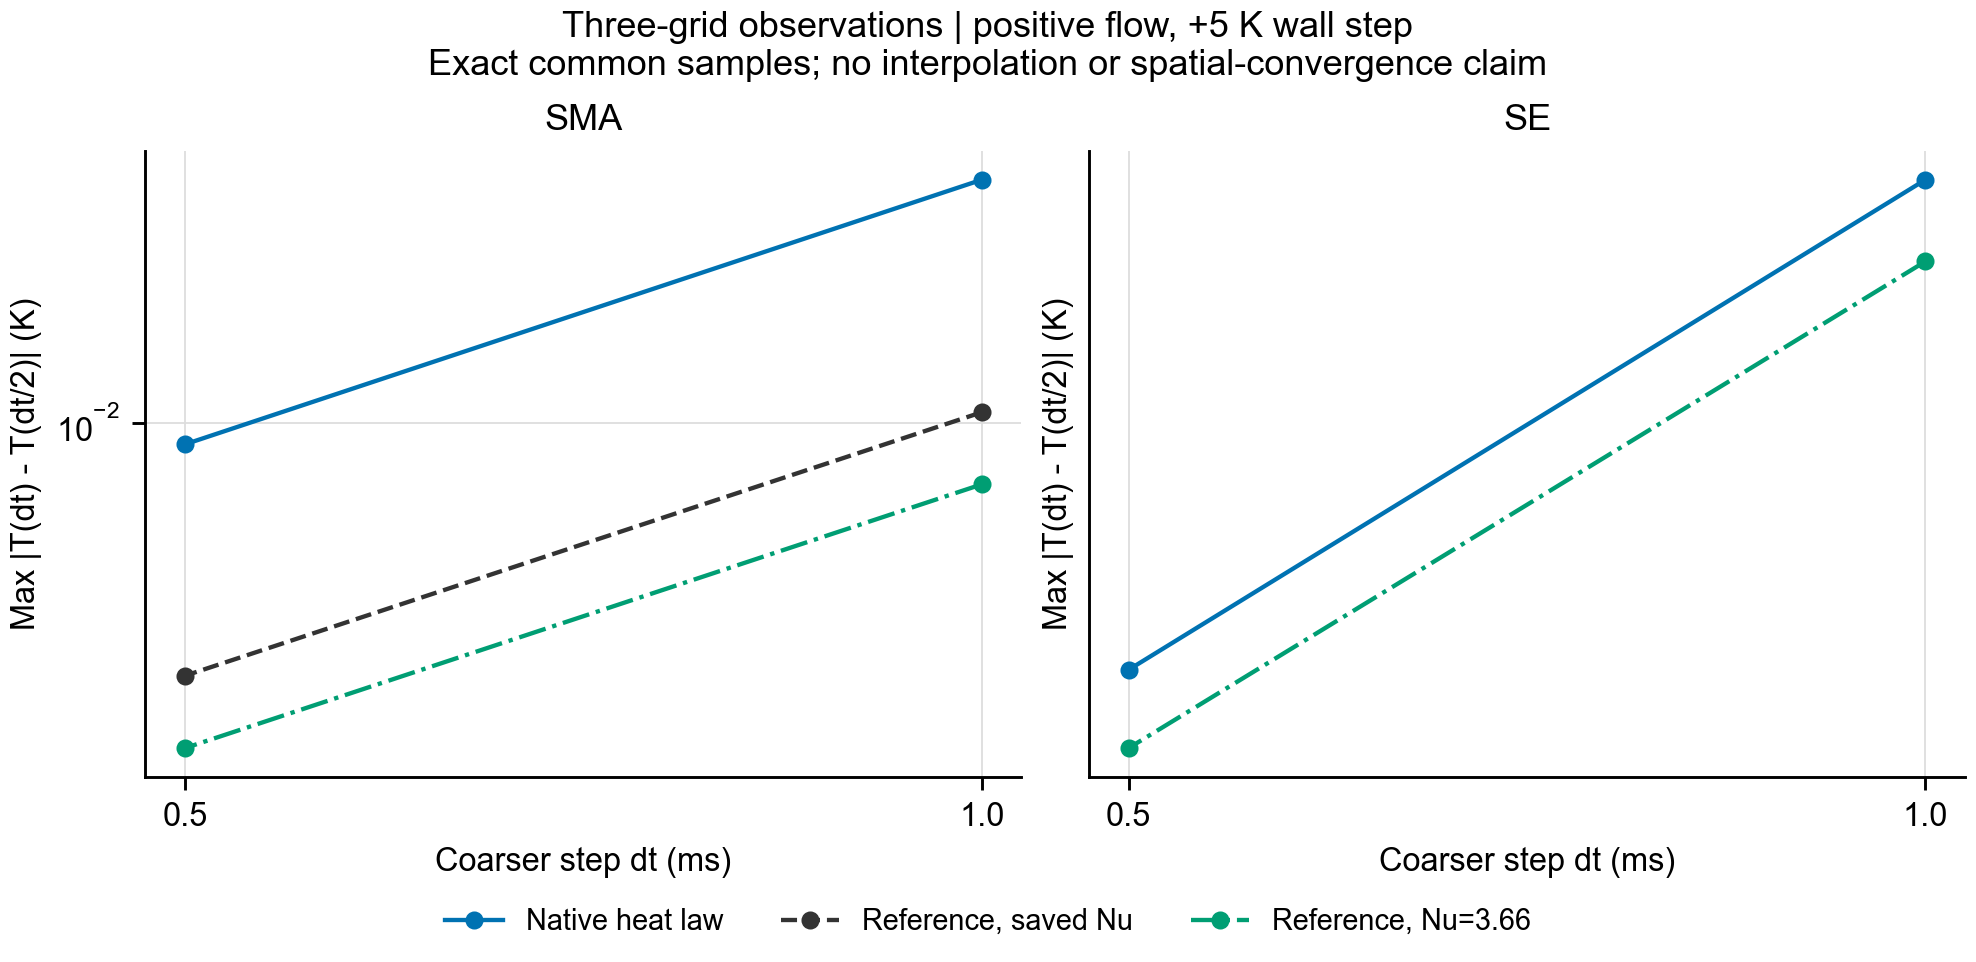 Three-grid observations | positive flow, +5 K wall step
Exact common samples; no interpolation or spatial-convergence claim
SMA
Max |T(dt) - T(dt/2)| (K)
10⁻²
0.5
1.0
Coarser step dt (ms)
SE
Max |T(dt) - T(dt/2)| (K)
0.5
1.0
Coarser step dt (ms)
Native heat law
Reference, saved Nu
Reference, Nu=3.66